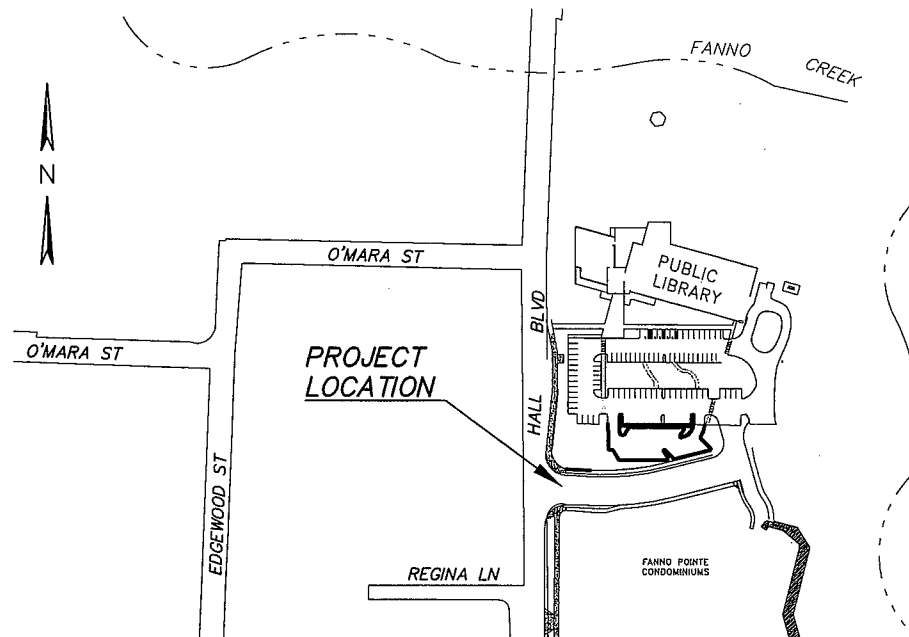 FANNO CREEK
N
O'MARA ST
PUBLIC
LIBRARY
HALL BLVD
O'MARA ST
PROJECT
LOCATION
EDGEWOOD ST
REGINA LN
FANNO POINTE
CONDOMINIUMS